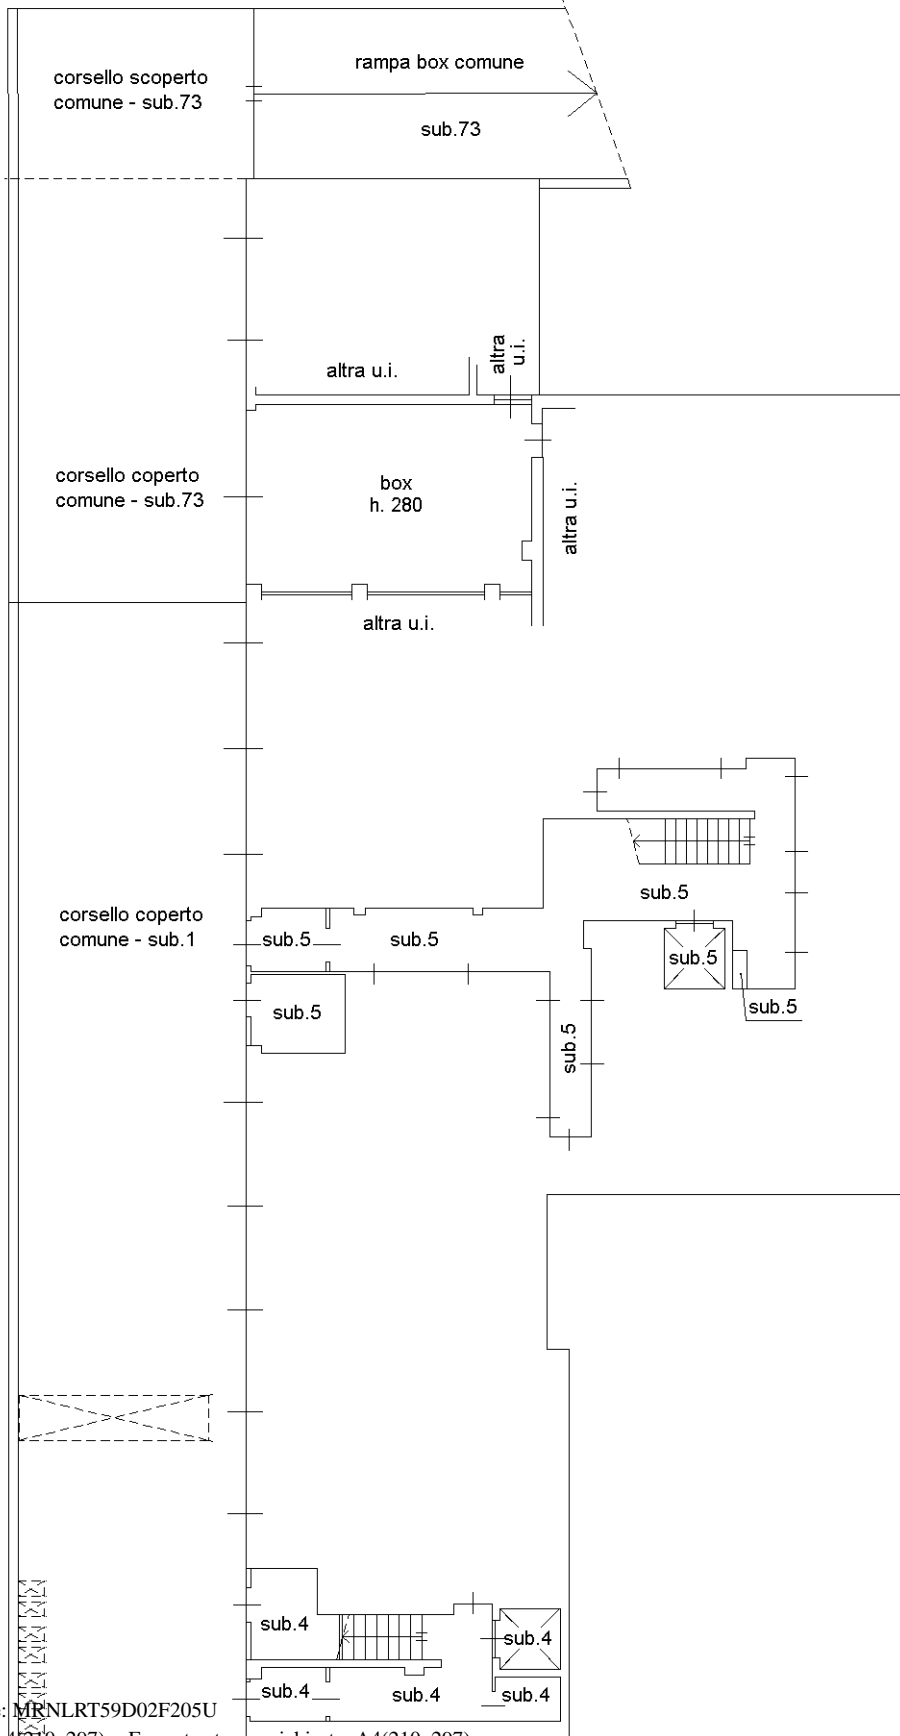 rampa box comune
corsello scoperto
comune - sub.73
sub.73
altra
u.i.
altra u.i.
corsello coperto
comune - sub.73
box
h. 280
altra u.i.
altra u.i.
sub.5
corsello coperto
comune - sub.1
sub.5
sub.5
sub.5
sub.5
sub.5
sub.5
sub.4
sub.4
sub.4
sub.4
sub.4
: MRNLRT59D02F205U